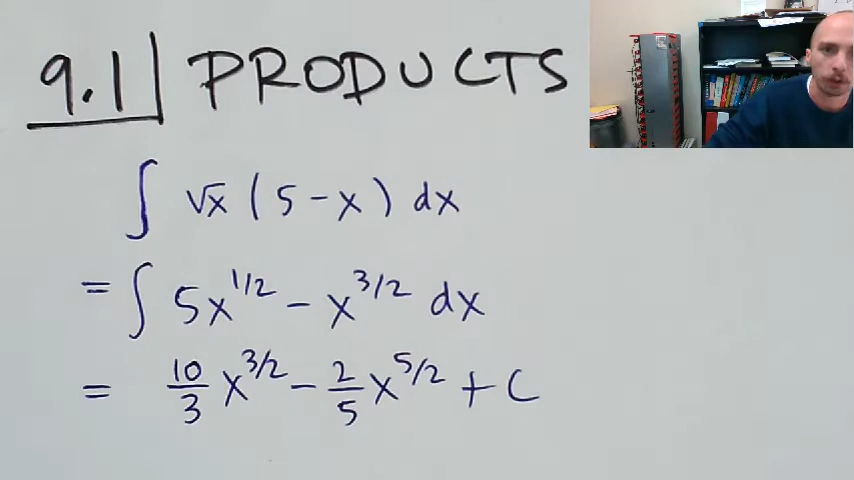 9.1 PRODUCTS
∫ √x (5 - x) dx
= ∫ 5x^1/2 - x^3/2 dx
= 10/3 x^3/2 - 2/5 x^5/2 + C